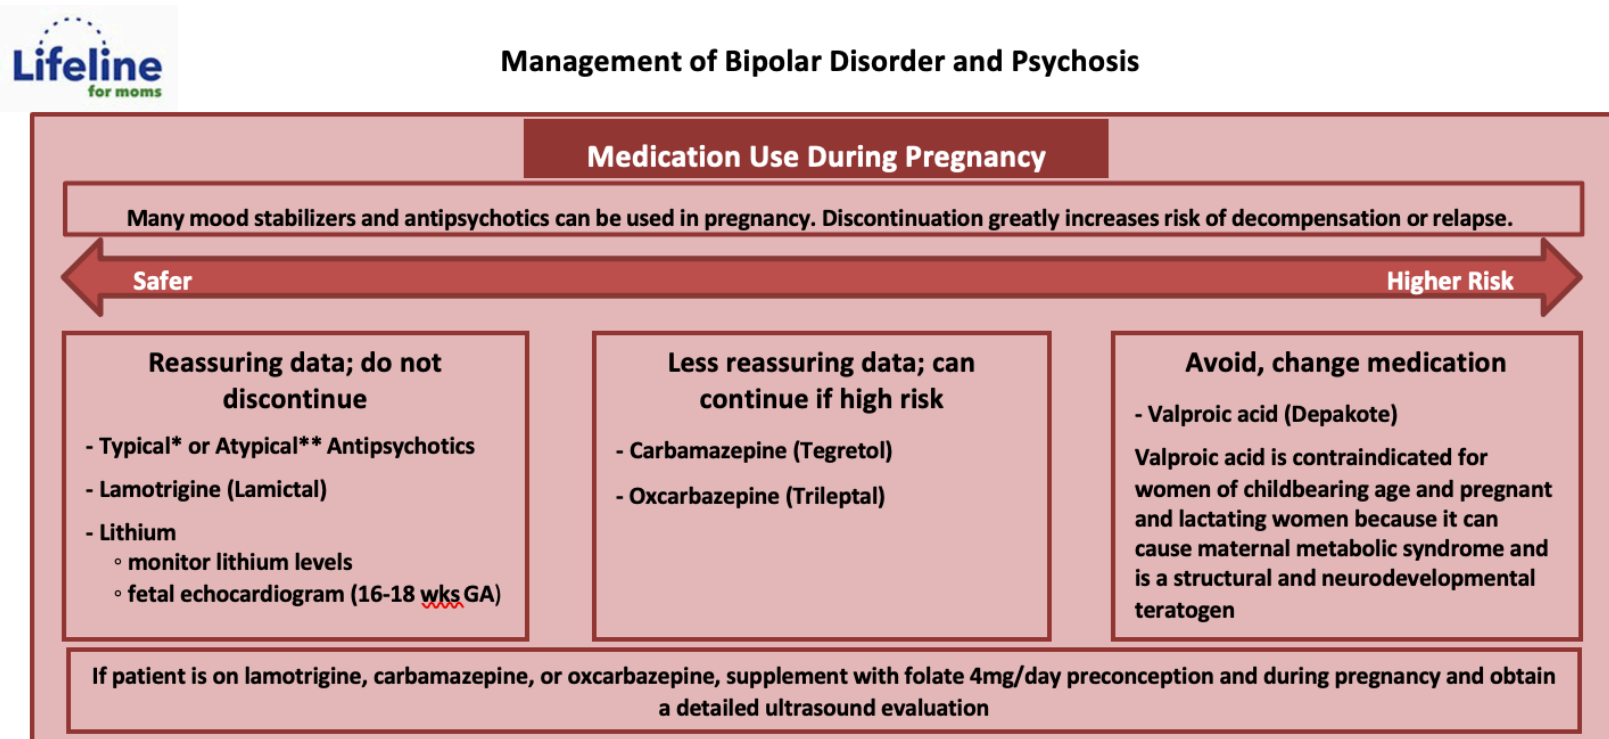 Lifeline
for moms
Management of Bipolar Disorder and Psychosis
Medication Use During Pregnancy
Many mood stabilizers and antipsychotics can be used in pregnancy. Discontinuation greatly increases risk of decompensation or relapse.
Safer
Higher Risk
Reassuring data; do not
discontinue
- Typical* or Atypical** Antipsychotics
- Lamotrigine (Lamictal)
- Lithium
◦ monitor lithium levels
◦ fetal echocardiogram (16-18 wks GA)
Less reassuring data; can
continue if high risk
- Carbamazepine (Tegretol)
- Oxcarbazepine (Trileptal)
Avoid, change medication
- Valproic acid (Depakote)
Valproic acid is contraindicated for
women of childbearing age and pregnant
and lactating women because it can
cause maternal metabolic syndrome and
is a structural and neurodevelopmental
teratogen
If patient is on lamotrigine, carbamazepine, or oxcarbazepine, supplement with folate 4mg/day preconception and during pregnancy and obtain
a detailed ultrasound evaluation